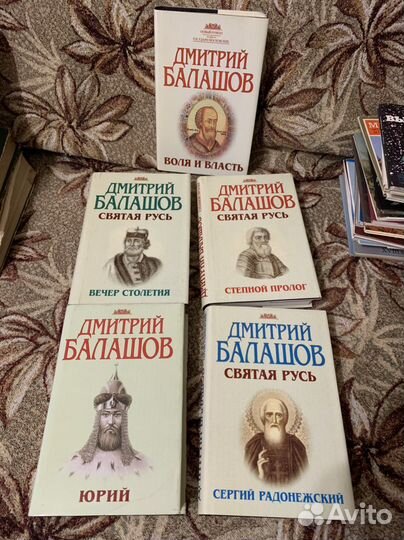 ДМИТРИЙ
БАЛАШОВ
ВОЛЯ И ВЛАСТЬ
ДМИТРИЙ
БАЛАШОВ
СВЯТАЯ РУСЬ
ВЕЧЕР СТОЛЕТИЯ
ДМИТРИЙ
БАЛАШОВ
СВЯТАЯ РУСЬ
СТЕПНОЙ ПРОЛОГ
ДМИТРИЙ
БАЛАШОВ
ЮРИЙ
ДМИТРИЙ
БАЛАШОВ
СВЯТАЯ РУСЬ
СЕРГИЙ РАДОНЕЖСКИЙ
Avito